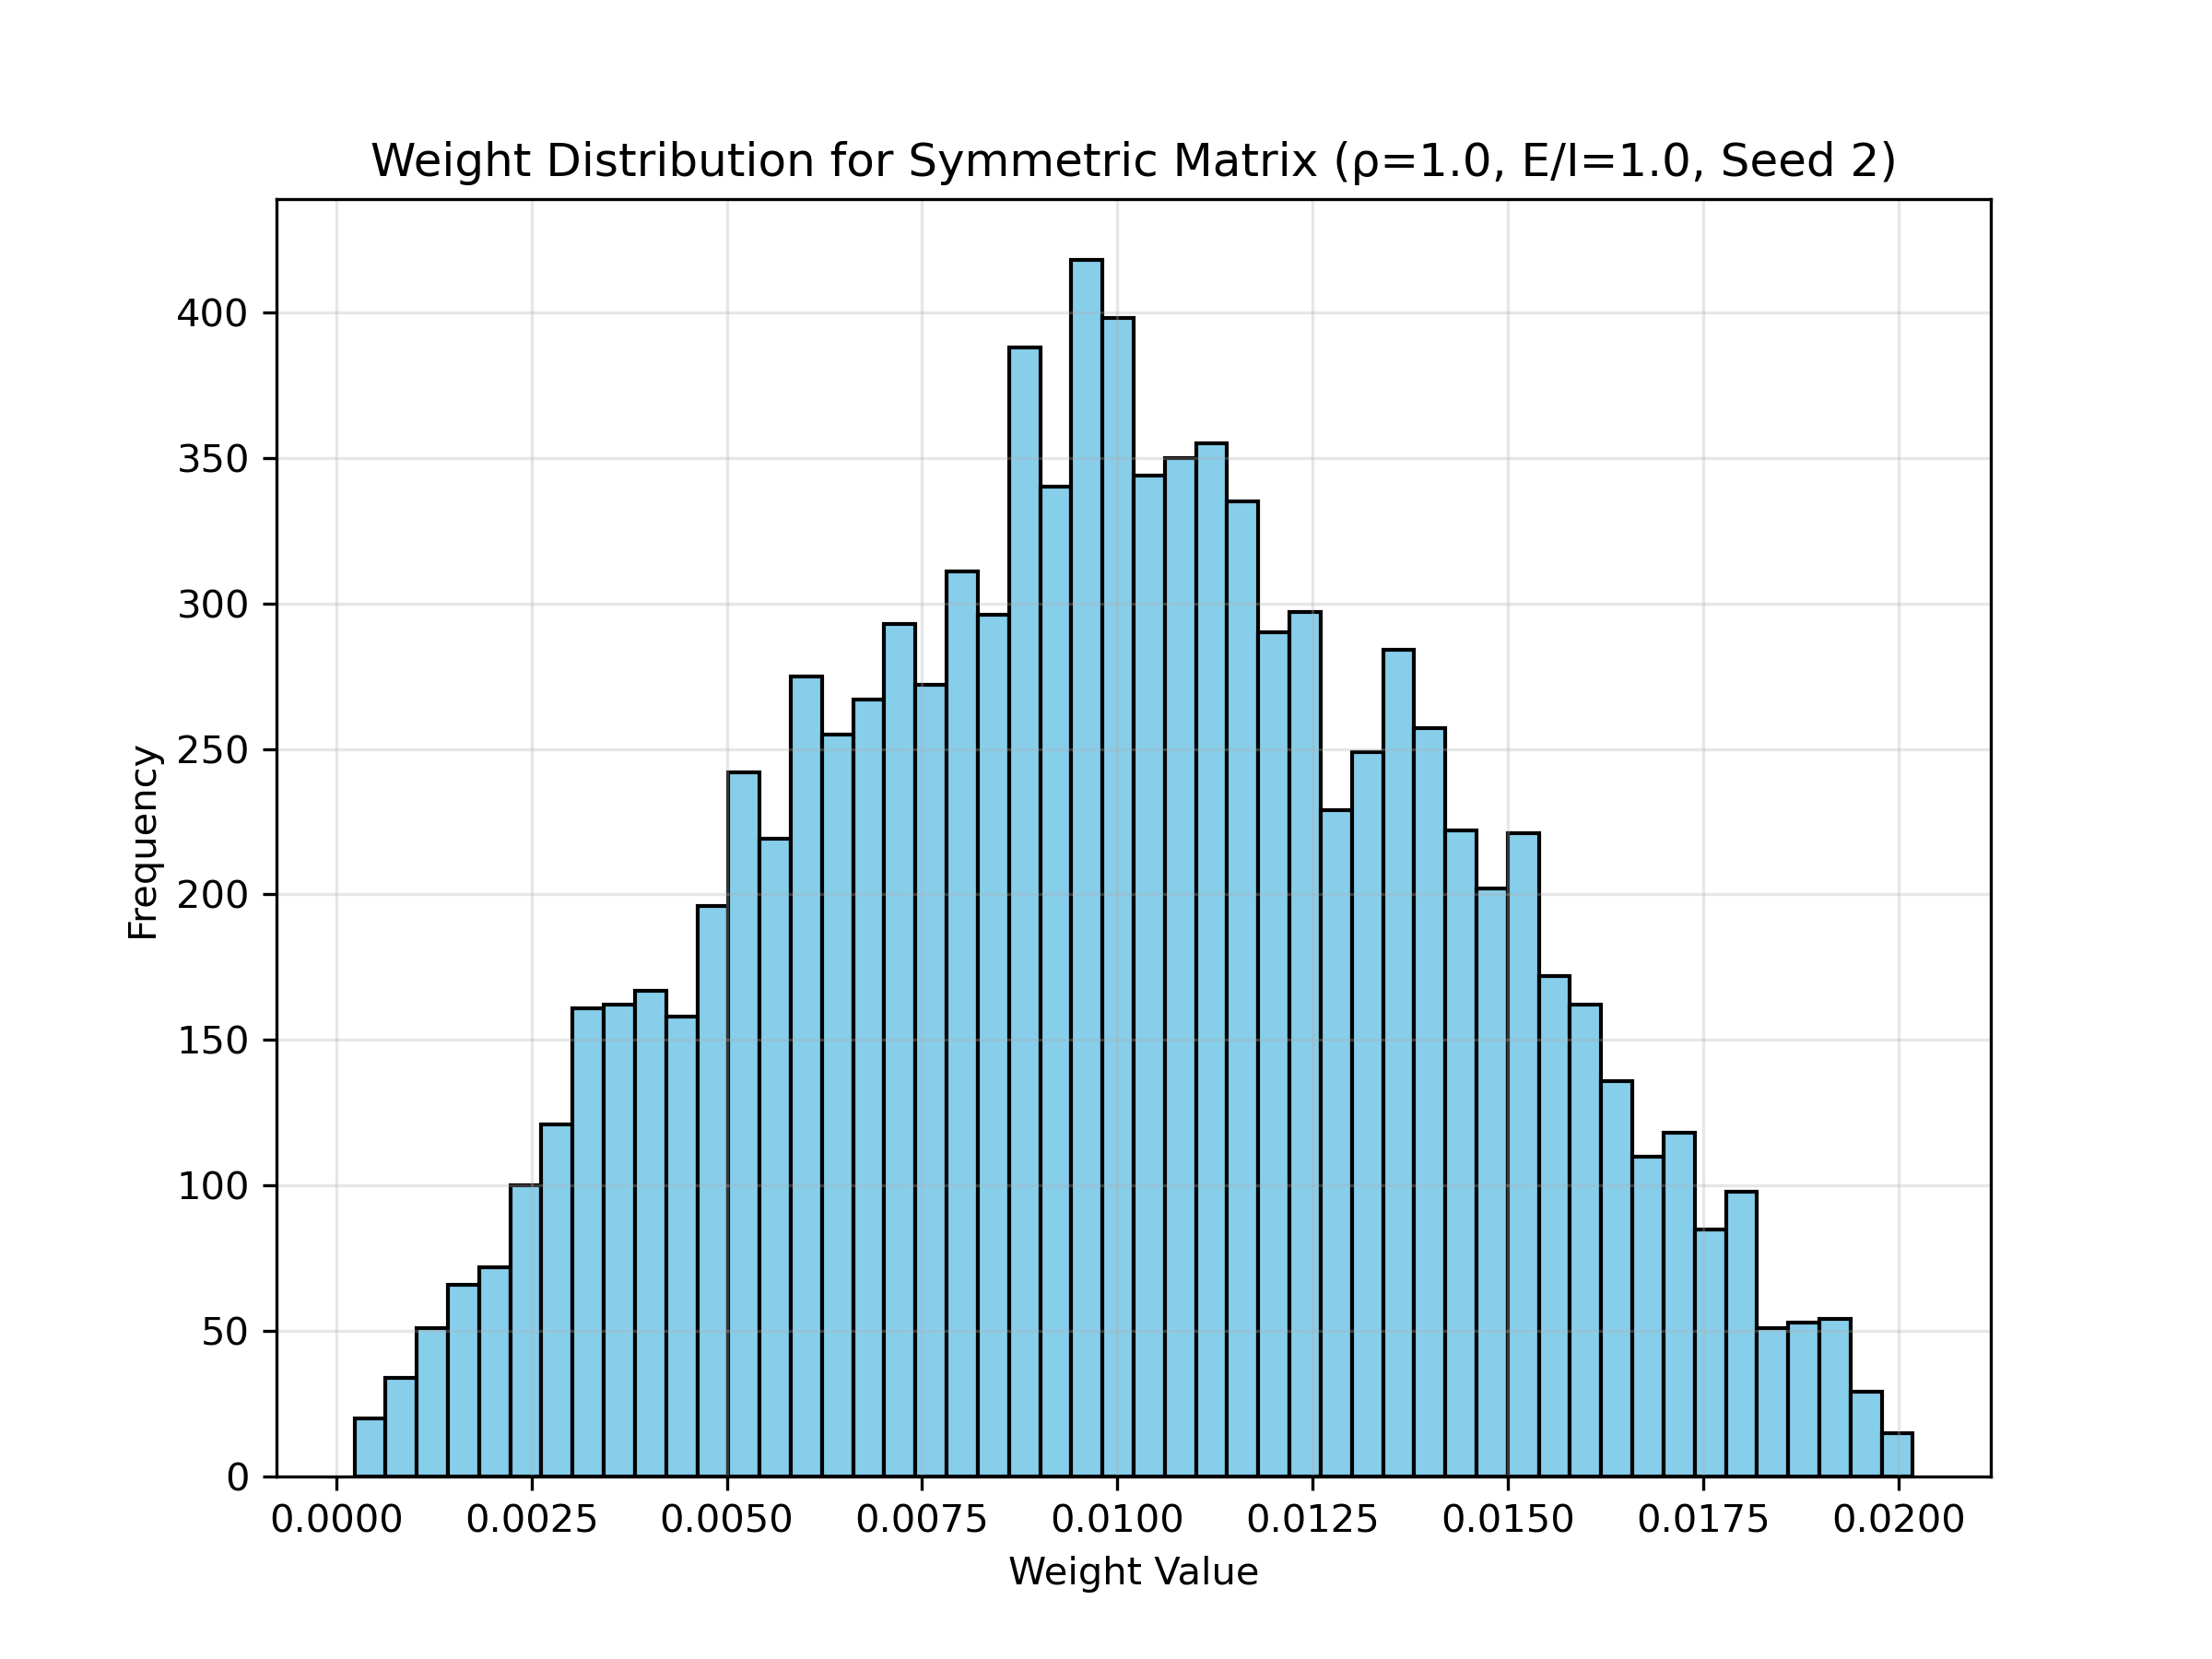 Weight Distribution for Symmetric Matrix (ρ=1.0, E/I=1.0, Seed 2)
400
350
300
250
200
150
100
50
0
Frequency
0.0000 0.0025 0.0050 0.0075 0.0100 0.0125 0.0150 0.0175 0.0200
Weight Value